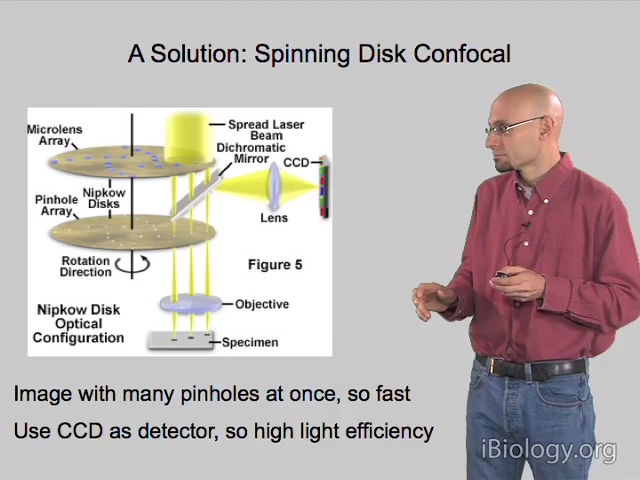 A Solution: Spinning Disk Confocal
Microlens
Array
Spread Laser
Beam
Dichromatic
Mirror
CCD
Pinhole
Array
Nipkow
Disks
Lens
Rotation
Direction
Figure 5
Nipkow Disk
Optical
Configuration
Objective
Specimen
Image with many pinholes at once, so fast
Use CCD as detector, so high light efficiency
iBiology.org